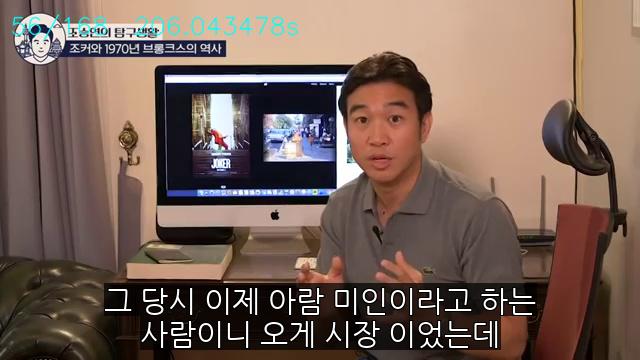 56/168 206.043478s
조승연의 탐구생활
조커와 1970년 브롱크스의 역사
JOKER
그 당시 이제 아람 미인이라고 하는
사람이니 오게 시장 이었는데